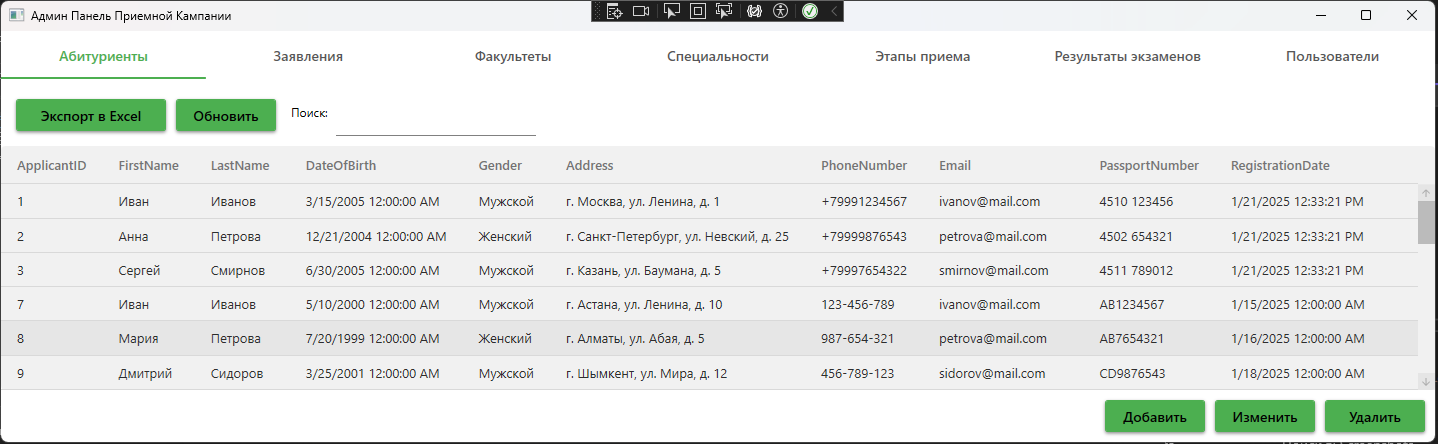 Админ Панель Приемной Кампании
Абитуриенты Заявления Факультеты Специальности Этапы приема Результаты экзаменов Пользователи
Экспорт в Excel Обновить Поиск:
ApplicantID FirstName LastName DateOfBirth Gender Address PhoneNumber Email PassportNumber RegistrationDate
1 Иван Иванов 3/15/2005 12:00:00 AM Мужской г. Москва, ул. Ленина, д. 1 +79991234567 ivanov@mail.com 4510 123456 1/21/2025 12:33:21 PM
2 Анна Петрова 12/21/2004 12:00:00 AM Женский г. Санкт-Петербург, ул. Невский, д. 25 +79999876543 petrova@mail.com 4502 654321 1/21/2025 12:33:21 PM
3 Сергей Смирнов 6/30/2005 12:00:00 AM Мужской г. Казань, ул. Баумана, д. 5 +79997654322 smirnov@mail.com 4511 789012 1/21/2025 12:33:21 PM
7 Иван Иванов 5/10/2000 12:00:00 AM Мужской г. Астана, ул. Ленина, д. 10 123-456-789 ivanov@mail.com AB1234567 1/15/2025 12:00:00 AM
8 Мария Петрова 7/20/1999 12:00:00 AM Женский г. Алматы, ул. Абая, д. 5 987-654-321 petrova@mail.com AB7654321 1/16/2025 12:00:00 AM
9 Дмитрий Сидоров 3/25/2001 12:00:00 AM Мужской г. Шымкент, ул. Мира, д. 12 456-789-123 sidorov@mail.com CD9876543 1/18/2025 12:00:00 AM
Добавить Изменить Удалить